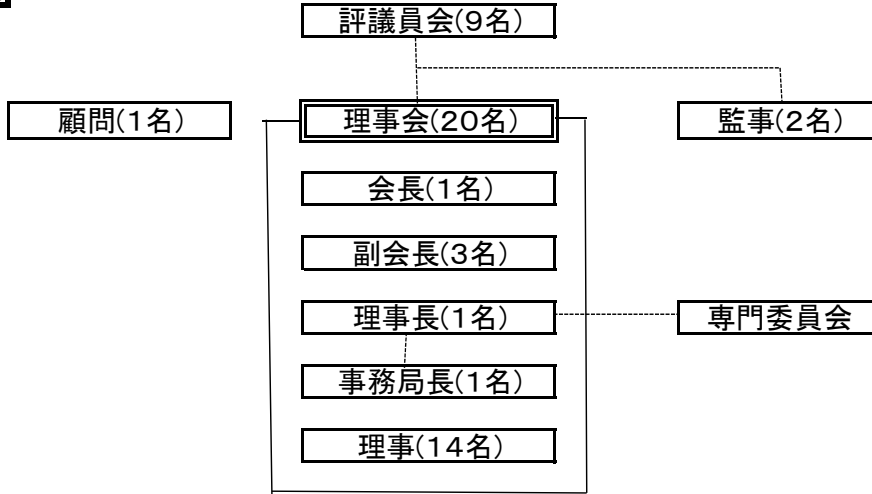 評議員会(9名)
顧問(1名)
理事会(20名)
監事(2名)
会長(1名)
副会長(3名)
理事長(1名)
専門委員会
事務局長(1名)
理事(14名)